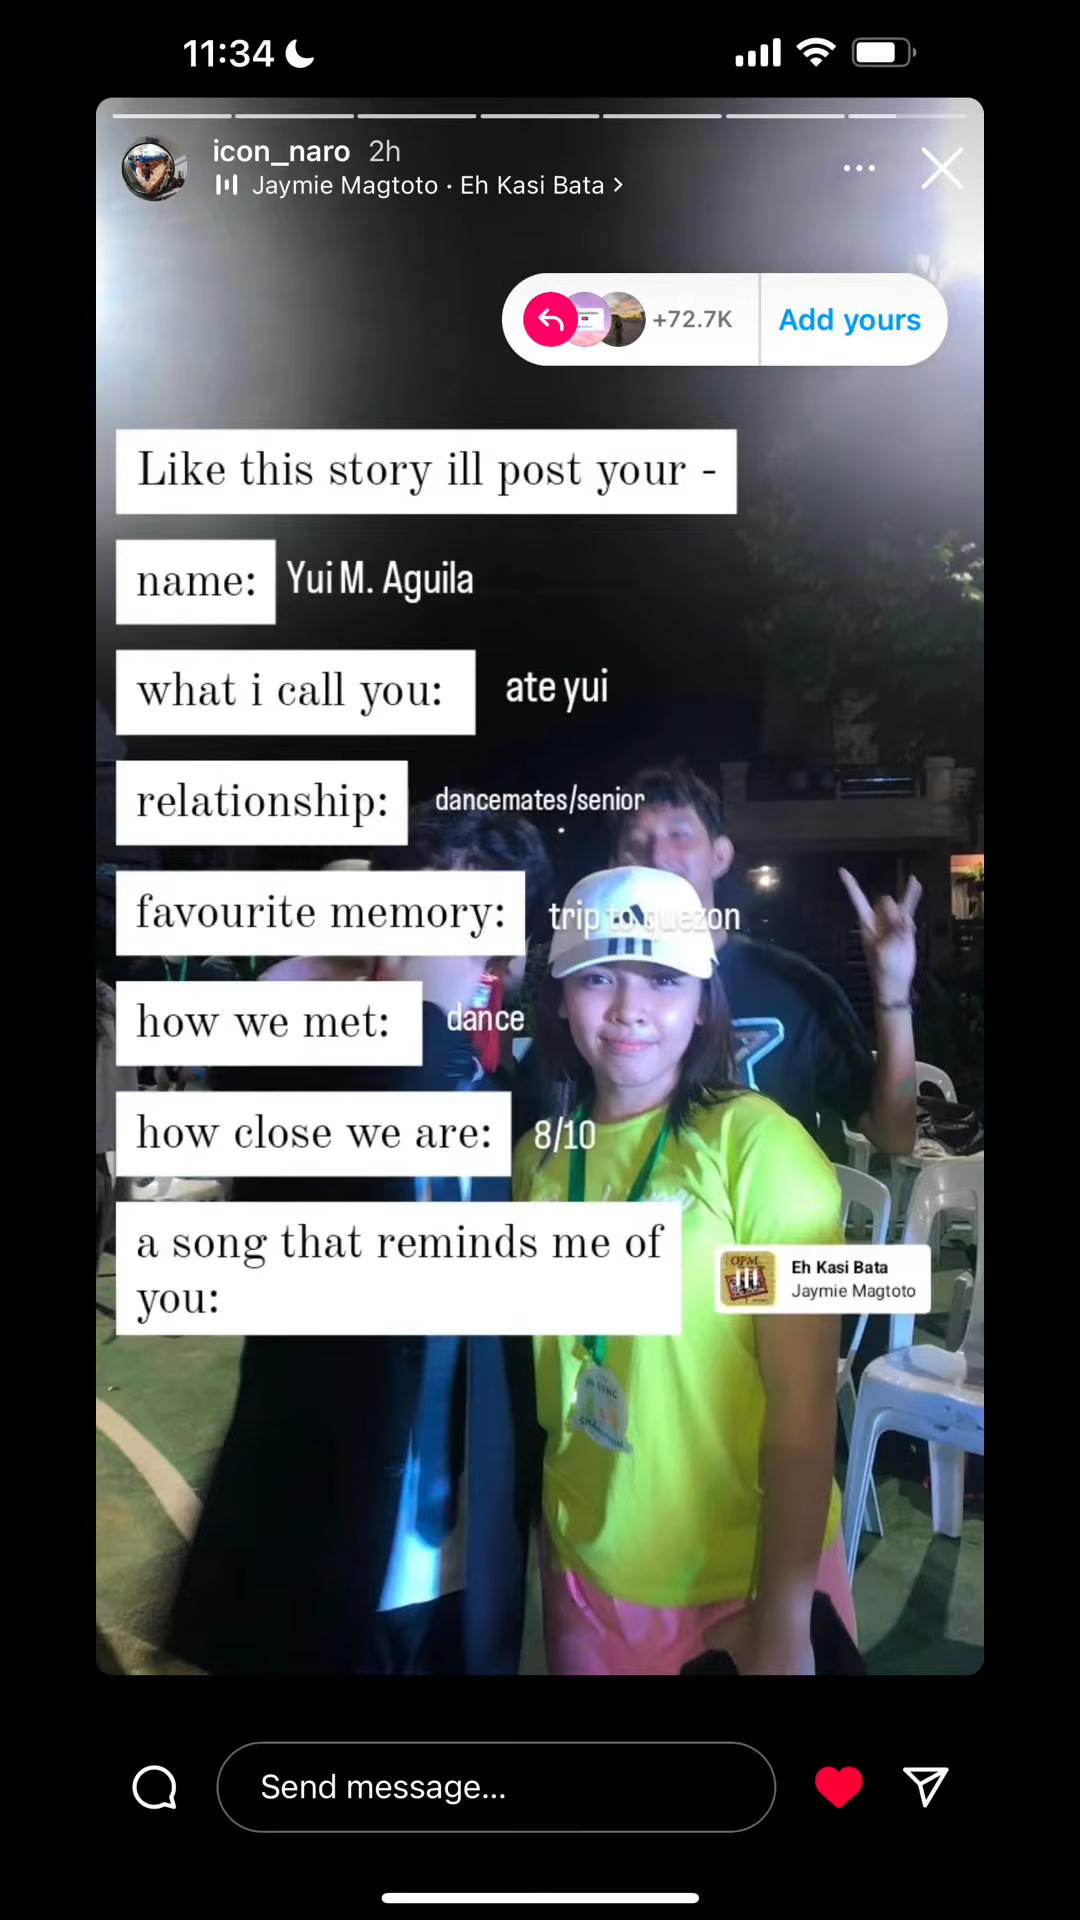 11:34
icon_naro 2h
Jaymie Magtoto · Eh Kasi Bata >
+72.7K Add yours
Like this story ill post your -
name: Yui M. Aguila
what i call you: ate yui
relationship: dancemates/senior
favourite memory: trip to quezon
how we met: dance
how close we are: 8/10
a song that reminds me of
you:
OPM
Eh Kasi Bata
Jaymie Magtoto
Send message...